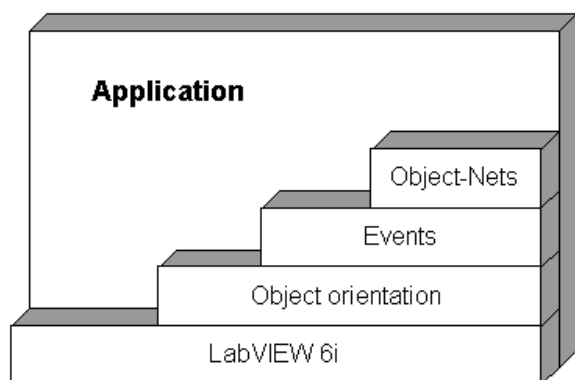 Application
Object-Nets
Events
Object orientation
LabVIEW 6i